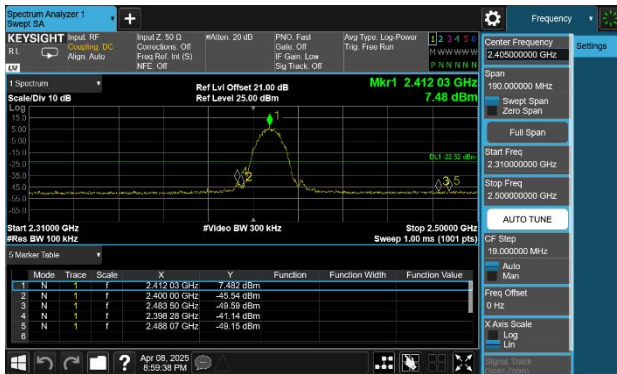 Spectrum Analyzer 1
Swept SA
+
Frequency
KEYSIGHT
RL
Input: RF
Coupling: DC
Align: Auto
Input Z: 50 Ω
Corrections: Off
Freq Ref: Int (S)
NFE: Off
#Atten: 20 dB
PNO: Fast
Gate: Off
IF Gain: Low
Sig Track: Off
Avg Type: Log-Power
Trig: Free Run
1 2 3 4 5 6
M W W W W W
P N N N N N
LV
1 Spectrum
Scale/Div 10 dB
Log
Ref Lvl Offset 21.00 dB
Ref Level 25.00 dBm
Mkr1 2.412 03 GHz
7.48 dBm
15.0
5.00
-5.00
-15.0
-25.0
-35.0
-45.0
-55.0
-65.0
1
2
3
5
DL1 -22.52 dBm
Start 2.31000 GHz
#Res BW 100 kHz
#Video BW 300 kHz
Stop 2.50000 GHz
Sweep 1.00 ms (1001 pts)
5 Marker Table
Mode Trace Scale X Y Function Function Width Function Value
1 N 1 f 2.412 03 GHz 7.482 dBm
2 N 1 f 2.400 00 GHz -45.54 dBm
3 N 1 f 2.483 50 GHz -49.59 dBm
4 N 1 f 2.398 28 GHz -41.14 dBm
5 N 1 f 2.488 07 GHz -49.15 dBm
6
?
Apr 08, 2025
8:59:38 PM
Center Frequency
2.405000000 GHz
Settings
Span
190.000000 MHz
Swept Span
Zero Span
Full Span
Start Freq
2.310000000 GHz
Stop Freq
2.500000000 GHz
AUTO TUNE
CF Step
19.000000 MHz
Auto
Man
Freq Offset
0 Hz
X Axis Scale
Log
Lin
Signal Track
(Span Zoom)